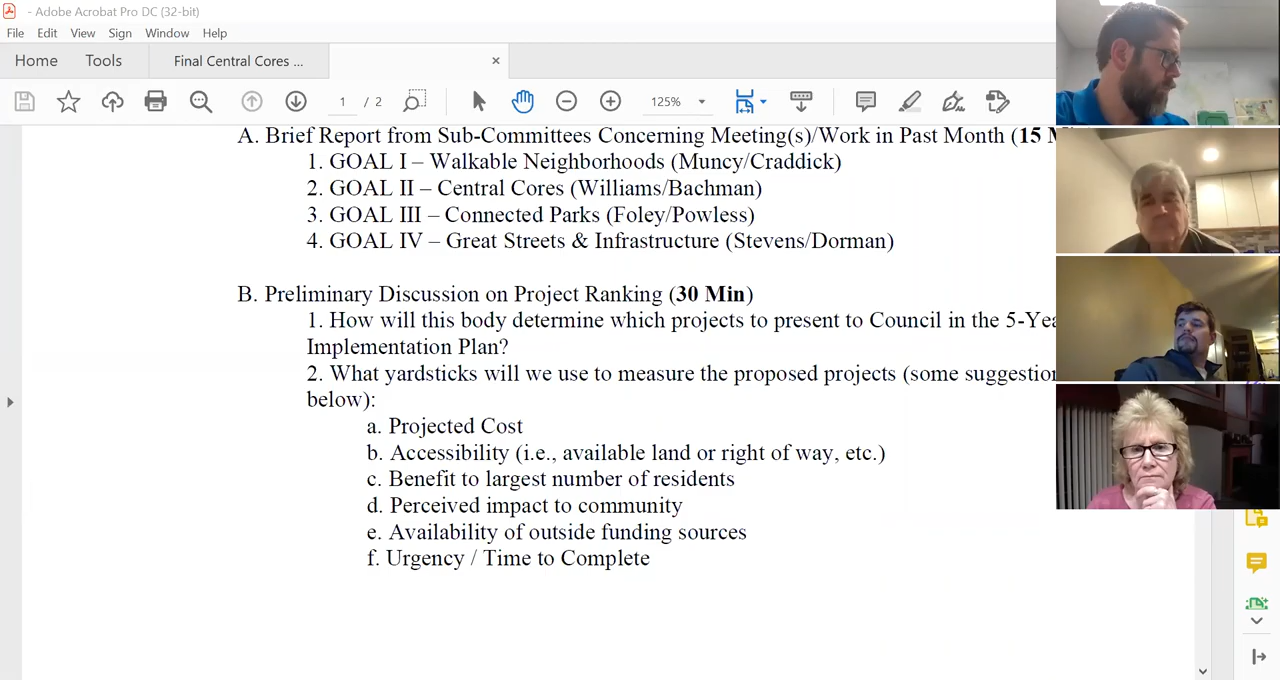 - Adobe Acrobat Pro DC (32-bit)
File Edit View Sign Window Help
Home Tools Final Central Cores ... ×
1 / 2 125%
A. Brief Report from Sub-Committees Concerning Meeting(s)/Work in Past Month (15 M
1. GOAL I – Walkable Neighborhoods (Muncy/Craddick)
2. GOAL II – Central Cores (Williams/Bachman)
3. GOAL III – Connected Parks (Foley/Powless)
4. GOAL IV – Great Streets & Infrastructure (Stevens/Dorman)
B. Preliminary Discussion on Project Ranking (30 Min)
1. How will this body determine which projects to present to Council in the 5-Yea
Implementation Plan?
2. What yardsticks will we use to measure the proposed projects (some suggestion
below):
a. Projected Cost
b. Accessibility (i.e., available land or right of way, etc.)
c. Benefit to largest number of residents
d. Perceived impact to community
e. Availability of outside funding sources
f. Urgency / Time to Complete